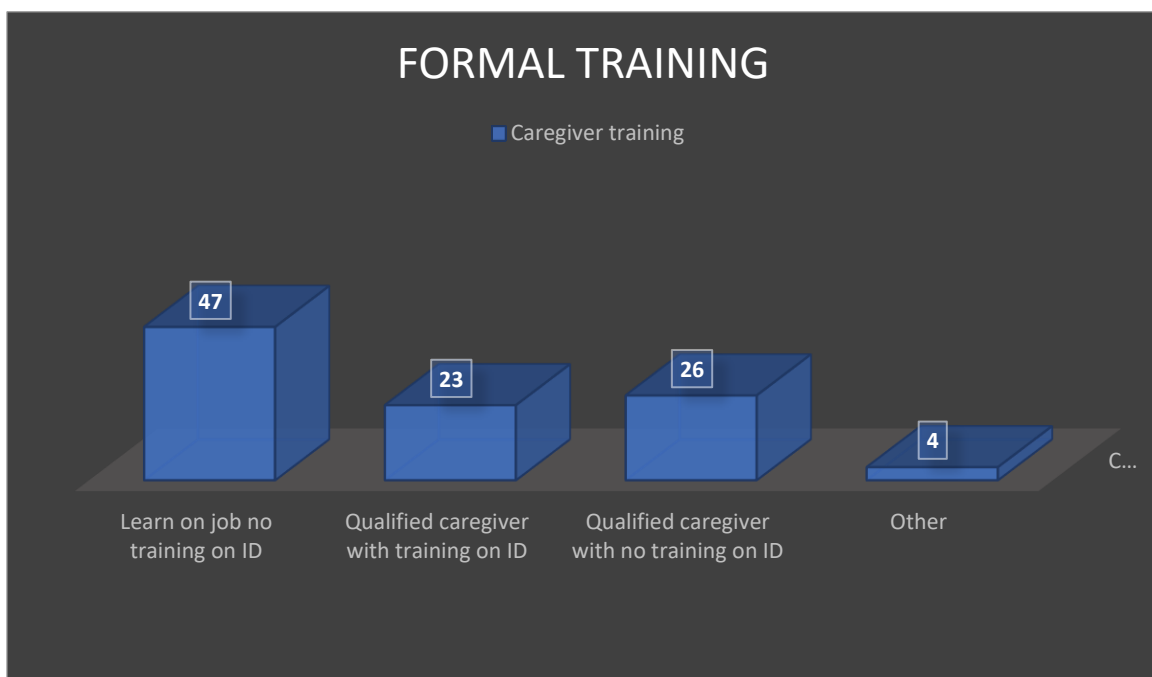 FORMAL TRAINING
Caregiver training
47
23
26
4
C...
Learn on job no
training on ID
Qualified caregiver
with training on ID
Qualified caregiver
with no training on ID
Other